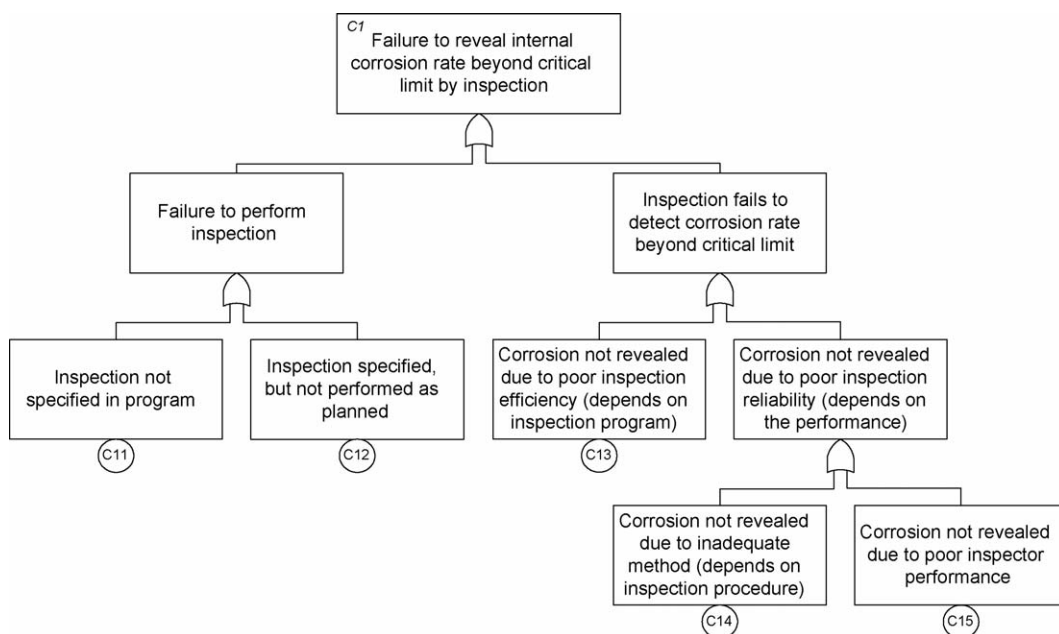 C1
Failure to reveal internal
corrosion rate beyond critical
limit by inspection
Failure to perform
inspection
Inspection fails to
detect corrosion rate
beyond critical limit
Inspection not
specified in program
C11
Inspection specified,
but not performed as
planned
C12
Corrosion not revealed
due to poor inspection
efficiency (depends on
inspection program)
C13
Corrosion not revealed
due to poor inspection
reliability (depends on
the performance)
Corrosion not revealed
due to inadequate
method (depends on
inspection procedure)
C14
Corrosion not revealed
due to poor inspector
performance
C15